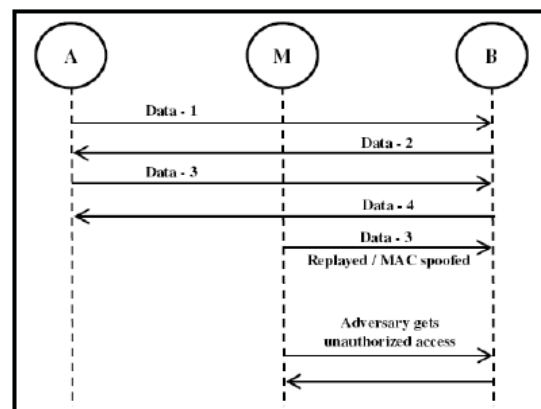 A M B
Data - 1
Data - 2
Data - 3
Data - 4
Data - 3
Replayed / MAC spoofed
Adversary gets
unauthorized access